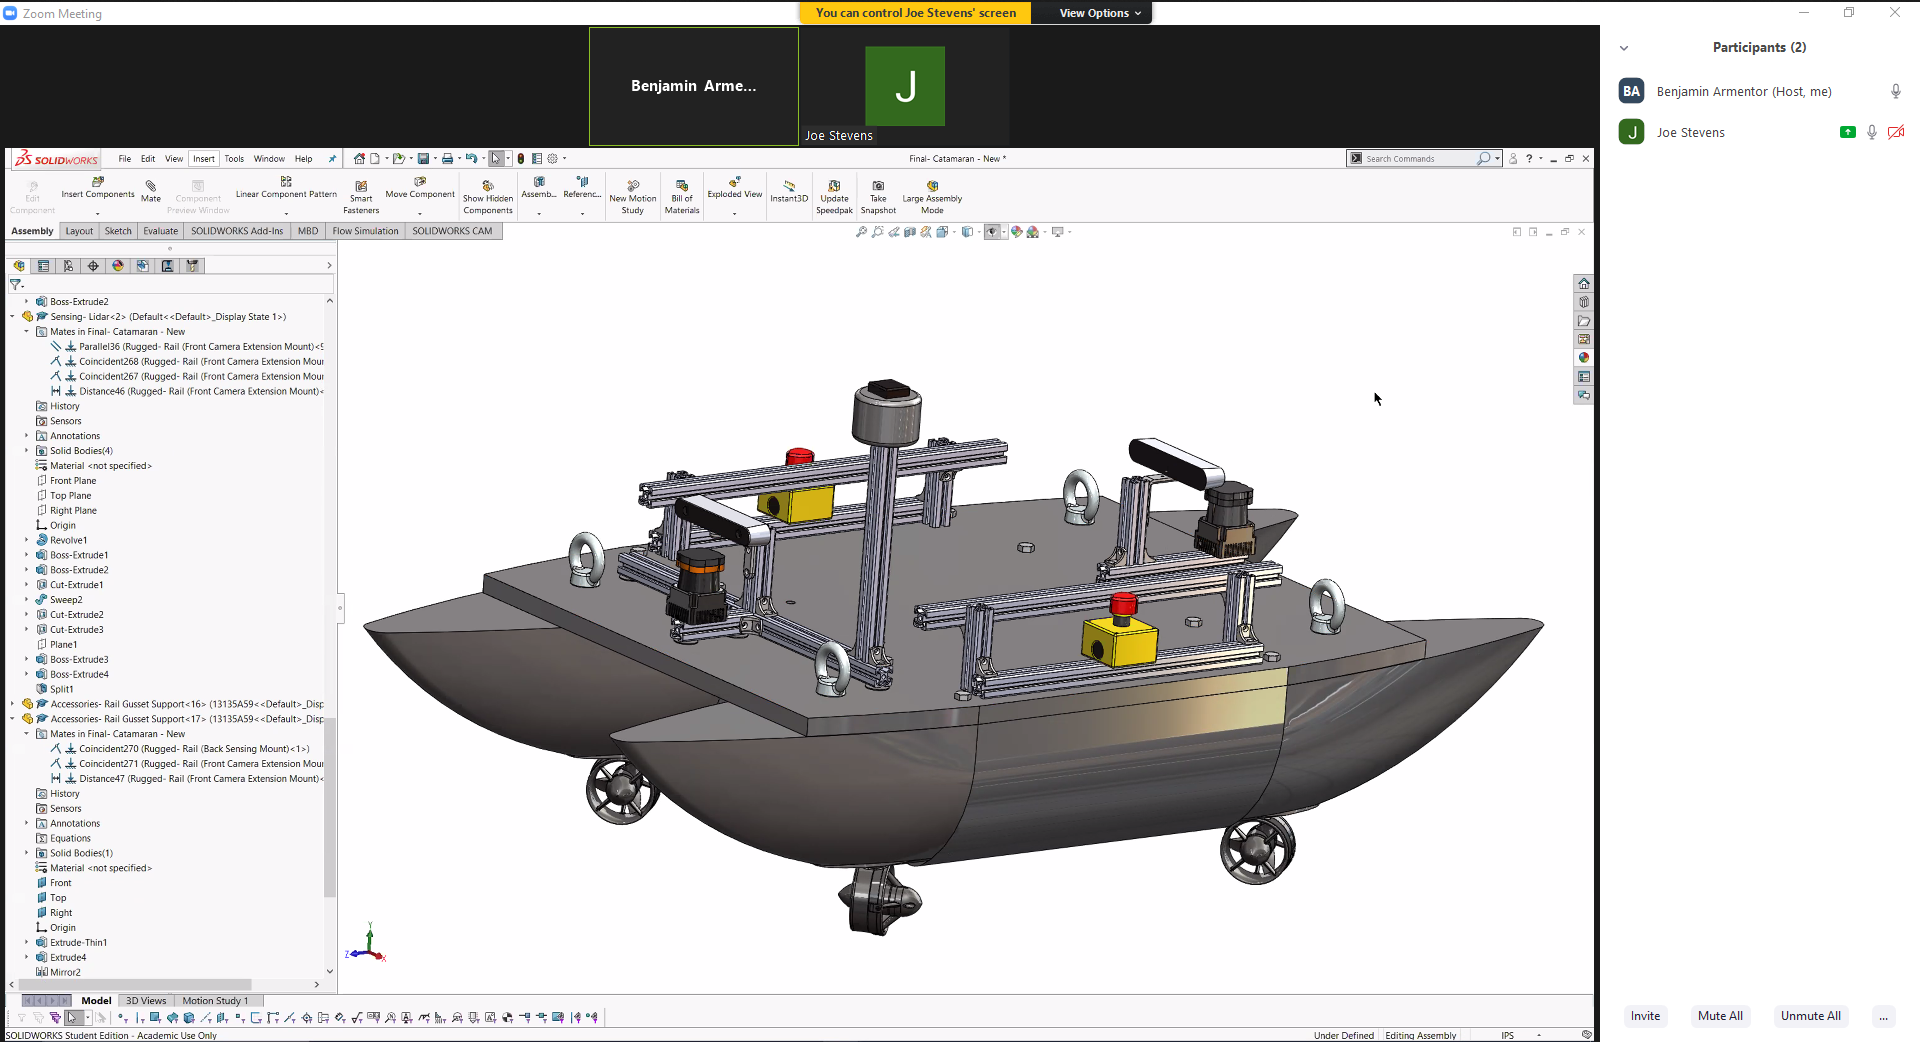 Zoom Meeting
You can control Joe Stevens' screen
View Options
Benjamin Arme...
J
Joe Stevens
Participants (2)
BA
Benjamin Armentor (Host, me)
J
Joe Stevens
SOLIDWORKS
File
Edit
View
Insert
Tools
Window
Help
Final- Catamaran - New *
Search Commands
Edit
Component
Insert Components
Mate
Component
Preview Window
Linear Component Pattern
Smart
Fasteners
Move Component
Show Hidden
Components
Assemb...
Referenc...
New Motion
Study
Bill of
Materials
Exploded View
Instant3D
Update
Speedpak
Take
Snapshot
Large Assembly
Mode
Assembly
Layout
Sketch
Evaluate
SOLIDWORKS Add-Ins
MBD
Flow Simulation
SOLIDWORKS CAM
Boss-Extrude2
Sensing- Lidar<2> (Default<<Default>_Display State 1>)
Mates in Final- Catamaran - New
Parallel36 (Rugged- Rail (Front Camera Extension Mount)<9
Coincident268 (Rugged- Rail (Front Camera Extension Mour
Coincident267 (Rugged- Rail (Front Camera Extension Mour
Distance46 (Rugged- Rail (Front Camera Extension Mount)<
History
Sensors
Annotations
Solid Bodies(4)
Material <not specified>
Front Plane
Top Plane
Right Plane
Origin
Revolve1
Boss-Extrude1
Boss-Extrude2
Cut-Extrude1
Sweep2
Cut-Extrude2
Cut-Extrude3
Plane1
Boss-Extrude3
Boss-Extrude4
Split1
Accessories- Rail Gusset Support<16> (13135A59<<Default>_Disp
Accessories- Rail Gusset Support<17> (13135A59<<Default>_Disp
Mates in Final- Catamaran - New
Coincident270 (Rugged- Rail (Back Sensing Mount)<1>)
Coincident271 (Rugged- Rail (Front Camera Extension Mour
Distance47 (Rugged- Rail (Front Camera Extension Mount)<
History
Sensors
Annotations
Equations
Solid Bodies(1)
Material <not specified>
Front
Top
Right
Origin
Extrude-Thin1
Extrude4
Mirror2
Y
Z
X
Model
3D Views
Motion Study 1
SOLIDWORKS Student Edition - Academic Use Only
Under Defined
Editing Assembly
IPS
Invite
Mute All
Unmute All
...